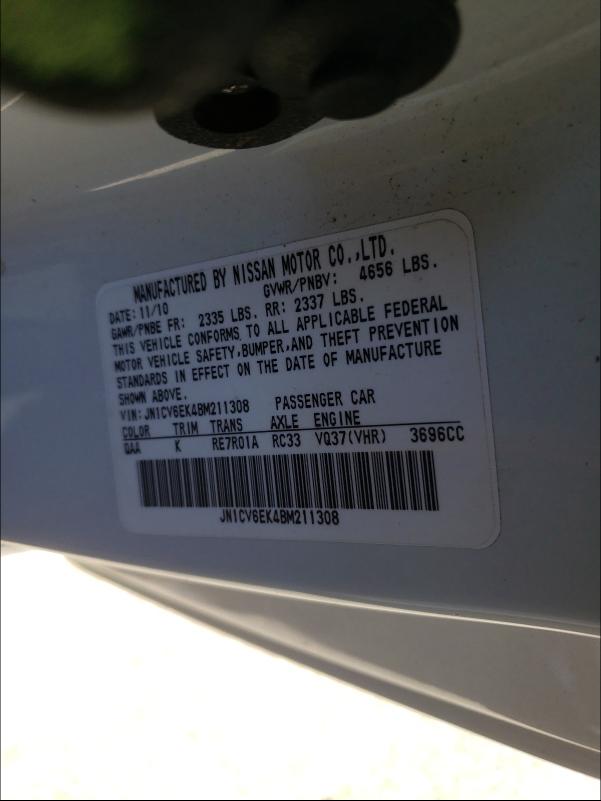 MANUFACTURED BY NISSAN MOTOR CO.,LTD.
DATE: 11/10 GVWR/PNBV: 4656 LBS.
GAWR/PNBE FR: 2335 LBS. RR: 2337 LBS.
THIS VEHICLE CONFORMS TO ALL APPLICABLE FEDERAL
MOTOR VEHICLE SAFETY,BUMPER,AND THEFT PREVENTION
STANDARDS IN EFFECT ON THE DATE OF MANUFACTURE
SHOWN ABOVE.
VIN: JN1CV6EK4BM211308 PASSENGER CAR
COLOR TRIM TRANS AXLE ENGINE
QAA K RE7R01A RC33 VQ37(VHR) 3696CC
JN1CV6EK4BM211308